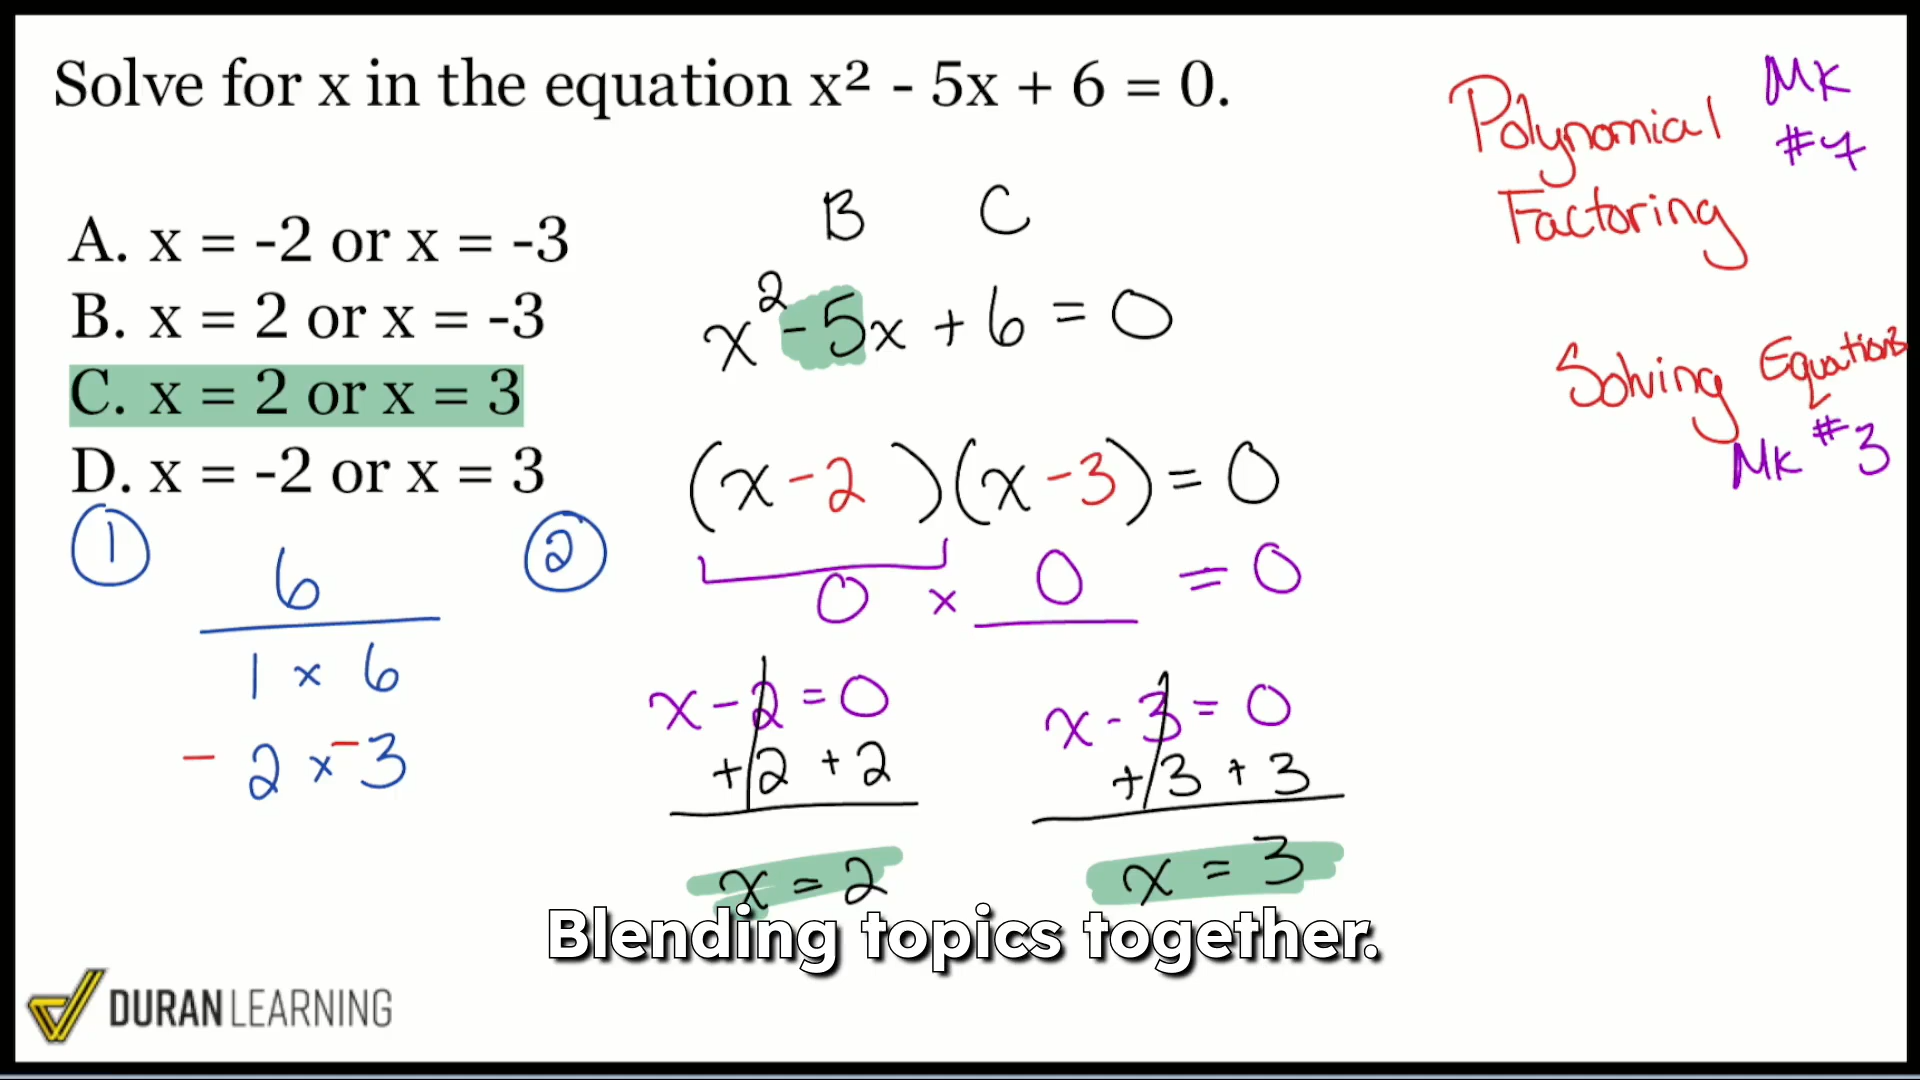 Solve for x in the equation x² - 5x + 6 = 0.
A. x = -2 or x = -3
B. x = 2 or x = -3
C. x = 2 or x = 3
D. x = -2 or x = 3
B C
x² - 5x + 6 = 0
(x - 2)(x - 3) = 0
0 × 0 = 0
x - 2 = 0
+ 2 + 2
x = 2
x - 3 = 0
+ 3 + 3
x = 3
① 
6
1 × 6
- 2 × - 3
②
Polynomial
Factoring
MK
#7
Solving Equations
MK #3
Blending topics together.
DURAN LEARNING